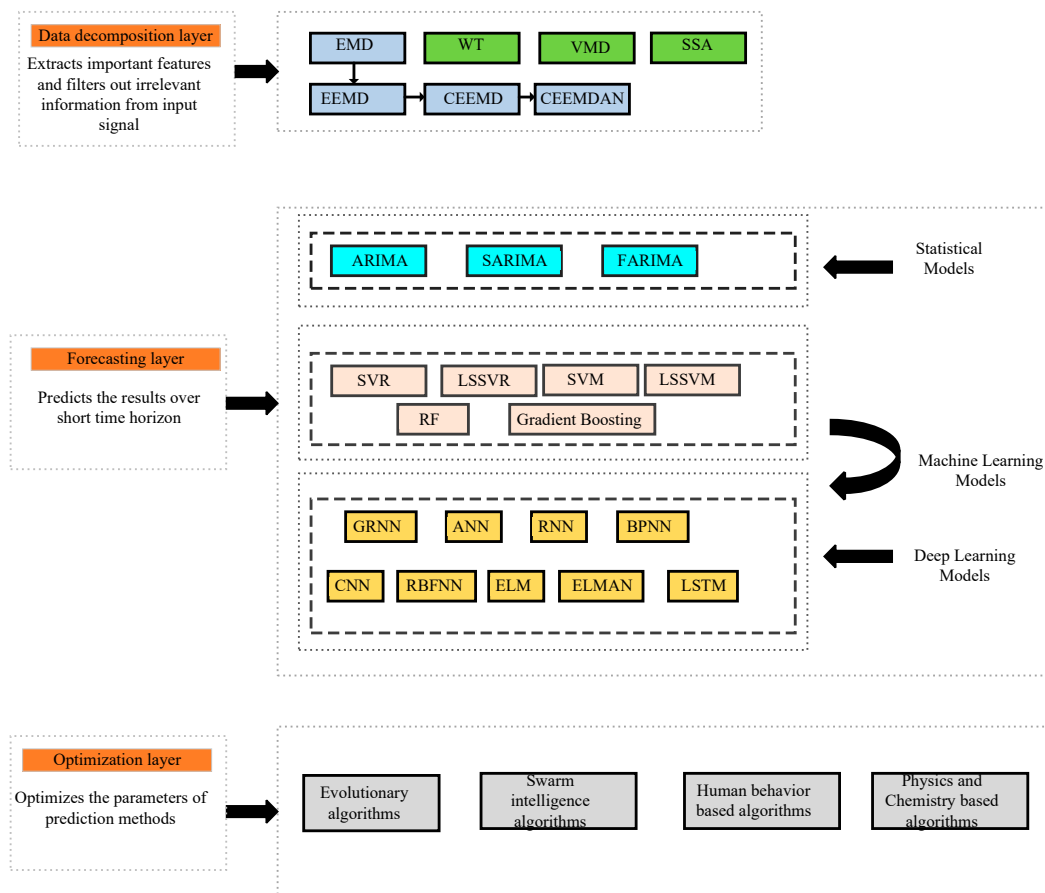 Data decomposition layer
Extracts important features
and filters out irrelevant
information from input
signal
EMD
WT
VMD
SSA
EEMD
CEEMD
CEEMDAN
Forecasting layer
Predicts the results over
short time horizon
ARIMA
SARIMA
FARIMA
Statistical
Models
SVR
LSSVR
SVM
LSSVM
RF
Gradient Boosting
Machine Learning
Models
GRNN
ANN
RNN
BPNN
CNN
RBFNN
ELM
ELMAN
LSTM
Deep Learning
Models
Optimization layer
Optimizes the parameters of
prediction methods
Evolutionary
algorithms
Swarm
intelligence
algorithms
Human behavior
based algorithms
Physics and
Chemistry based
algorithms